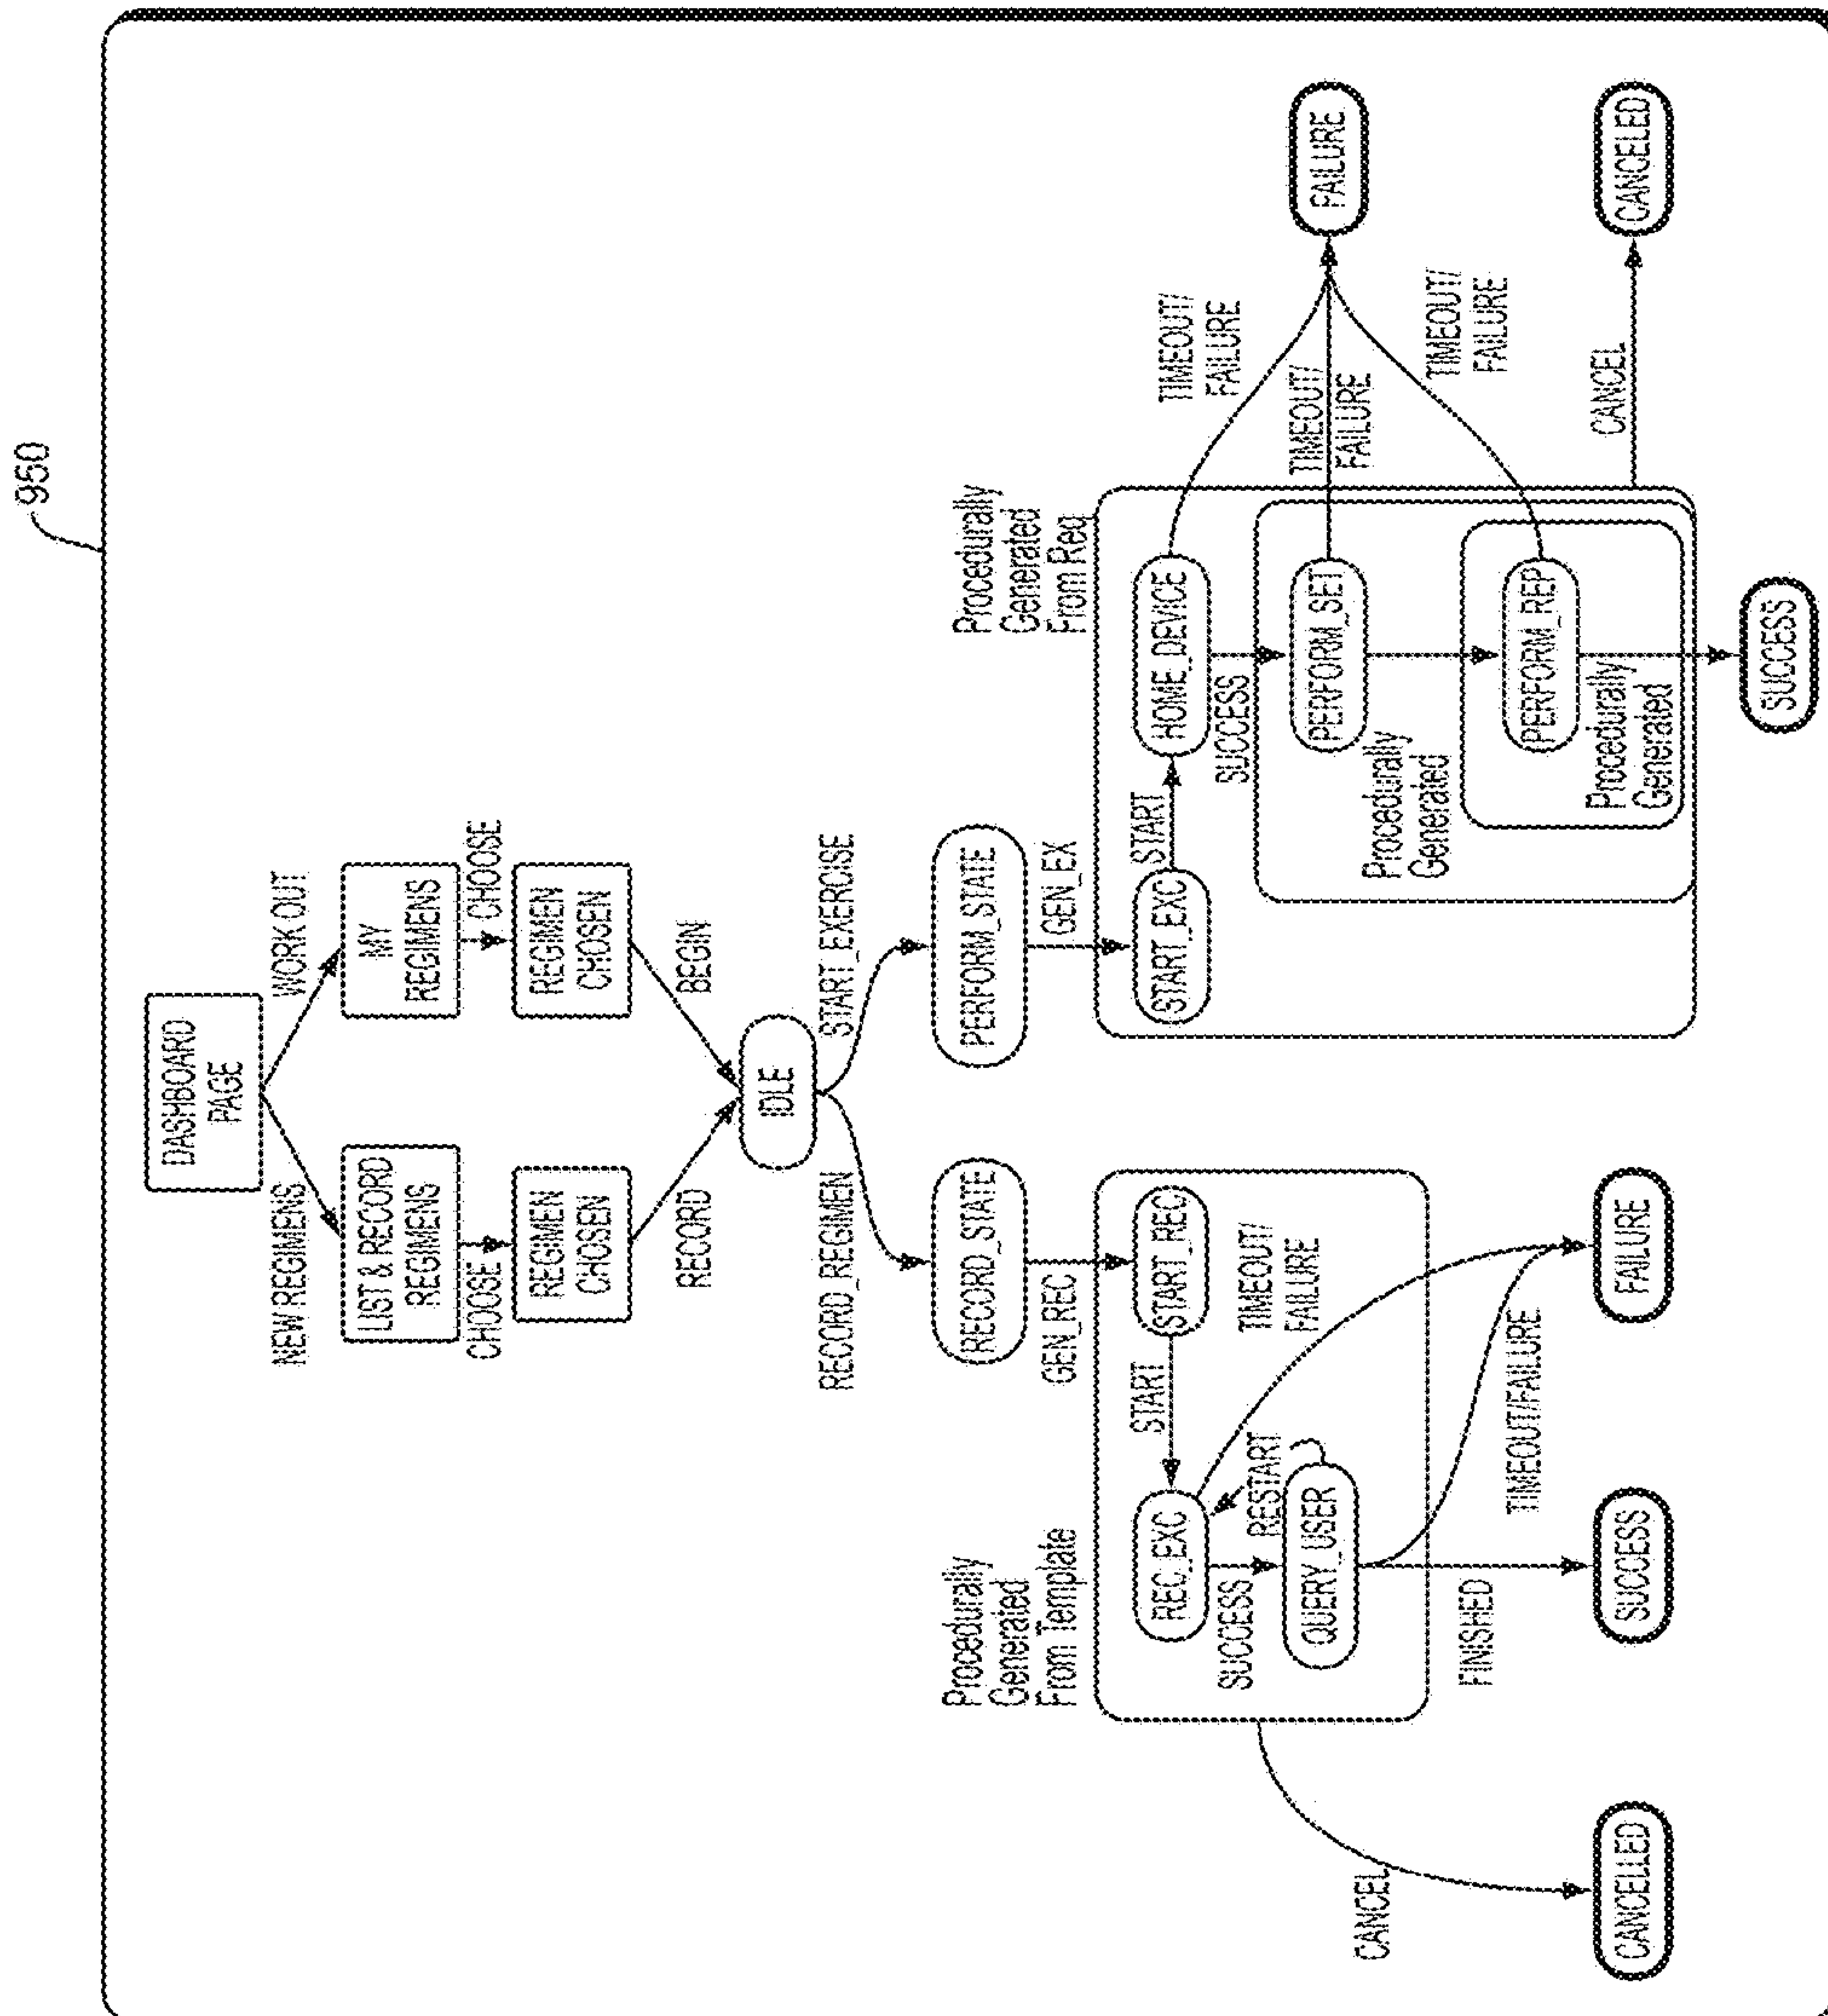 950
DASHBOARD
PAGE
NEW REGIMENS
WORK OUT
LIST & RECORD
REGIMENS
MY
REGIMENS
CHOOSE
CHOOSE
REGIMEN
CHOSEN
REGIMEN
CHOSEN
RECORD
BEGIN
IDLE
RECORD_REGIMEN
START_EXERCISE
RECORD_STATE
PERFORM_STATE
GEN_REC
GEN_EX
Procedurally
Generated
From Template
START_REC
START
REC_EXC
SUCCESS
RESTART
QUERY_USER
TIMEOUT/
FAILURE
TIMEOUT/FAILURE
FINISHED
CANCEL
CANCELLED
SUCCESS
FAILURE
Procedurally
Generated
From Req
START_EXC
START
HOME_DEVICE
SUCCESS
PERFORM_SET
Procedurally
Generated
PERFORM_REP
Procedurally
Generated
TIMEOUT/
FAILURE
TIMEOUT/
FAILURE
TIMEOUT/
FAILURE
FAILURE
CANCEL
CANCELED
SUCCESS